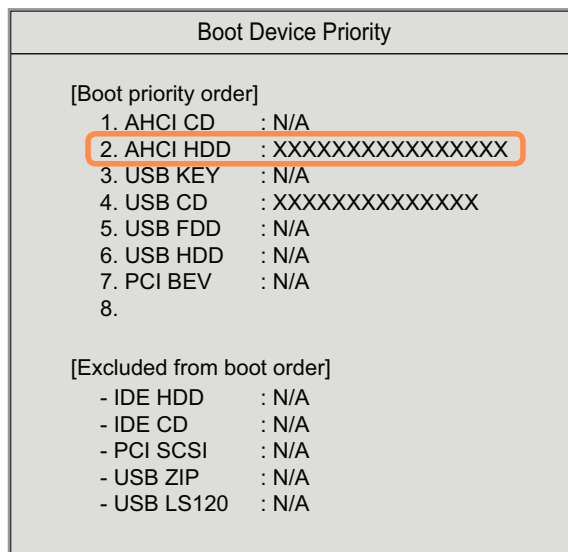 Boot Device Priority
[Boot priority order]
1. AHCI CD : N/A
2. AHCI HDD : XXXXXXXXXXXXXXXX
3. USB KEY : N/A
4. USB CD : XXXXXXXXXXXXXX
5. USB FDD : N/A
6. USB HDD : N/A
7. PCI BEV : N/A
8.
[Excluded from boot order]
- IDE HDD : N/A
- IDE CD : N/A
- PCI SCSI : N/A
- USB ZIP : N/A
- USB LS120 : N/A